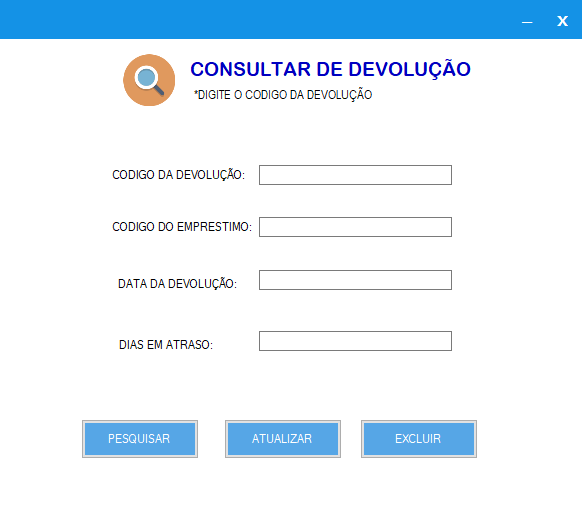 – X
CONSULTAR DE DEVOLUÇÃO
*DIGITE O CODIGO DA DEVOLUÇÃO
CODIGO DA DEVOLUÇÃO:
CODIGO DO EMPRESTIMO:
DATA DA DEVOLUÇÃO:
DIAS EM ATRASO:
PESQUISAR ATUALIZAR EXCLUIR